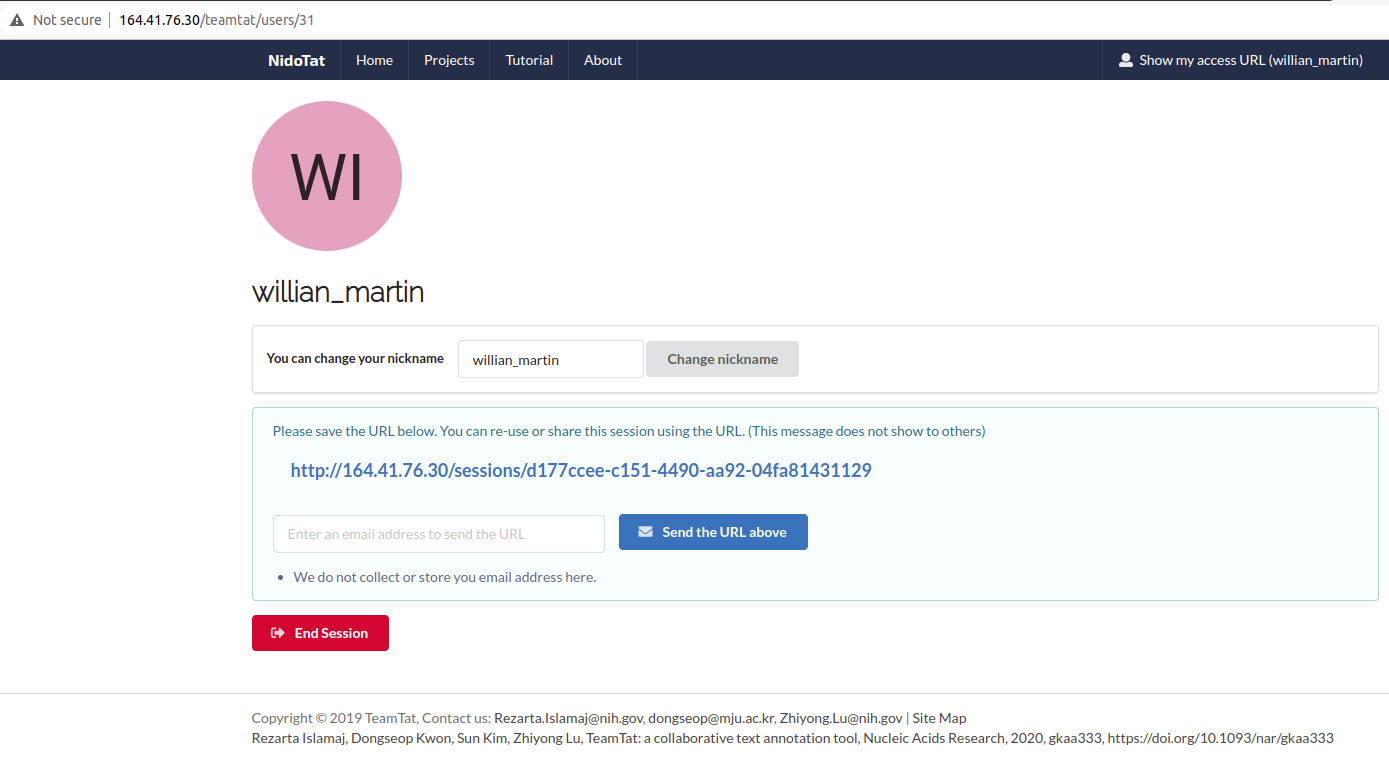 Not secure 164.41.76.30/teamtat/users/31
NidoTat Home Projects Tutorial About Show my access URL (willian_martin)
WI
willian_martin
You can change your nickname willian_martin Change nickname
Please save the URL below. You can re-use or share this session using the URL. (This message does not show to others)
http://164.41.76.30/sessions/d177ccee-c151-4490-aa92-04fa81431129
Enter an email address to send the URL Send the URL above
• We do not collect or store you email address here.
End Session
Copyright © 2019 TeamTat, Contact us: Rezarta.Islamaj@nih.gov, dongseop@mju.ac.kr, Zhiyong.Lu@nih.gov | Site Map
Rezarta Islamaj, Dongseop Kwon, Sun Kim, Zhiyong Lu, TeamTat: a collaborative text annotation tool, Nucleic Acids Research, 2020, gkaa333, https://doi.org/10.1093/nar/gkaa333